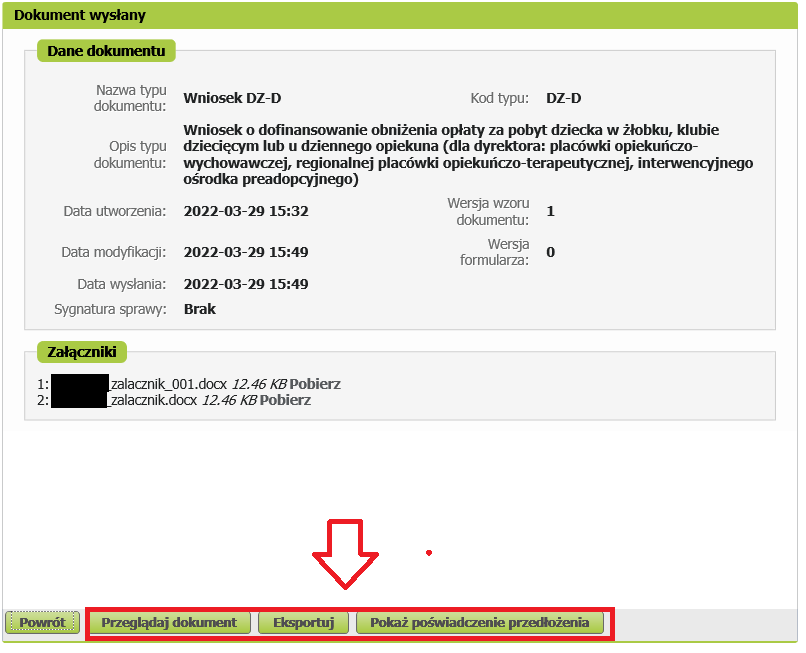 Dokument wysłany
Dane dokumentu
Nazwa typu dokumentu: Wniosek DZ-D Kod typu: DZ-D
Opis typu dokumentu: Wniosek o dofinansowanie obniżenia opłaty za pobyt dziecka w żłobku, klubie
dziecięcym lub u dziennego opiekuna (dla dyrektora: placówki opiekuńczo-
wychowawczej, regionalnej placówki opiekuńczo-terapeutycznej, interwencyjnego
ośrodka preadopcyjnego)
Data utworzenia: 2022-03-29 15:32 Wersja wzoru dokumentu: 1
Data modyfikacji: 2022-03-29 15:49 Wersja formularza: 0
Data wysłania: 2022-03-29 15:49
Sygnatura sprawy: Brak
Załączniki
1: _zalacznik_001.docx 12.46 KB Pobierz
2: _zalacznik.docx 12.46 KB Pobierz
Powrót Przeglądaj dokument Eksportuj Pokaż poświadczenie przedłożenia